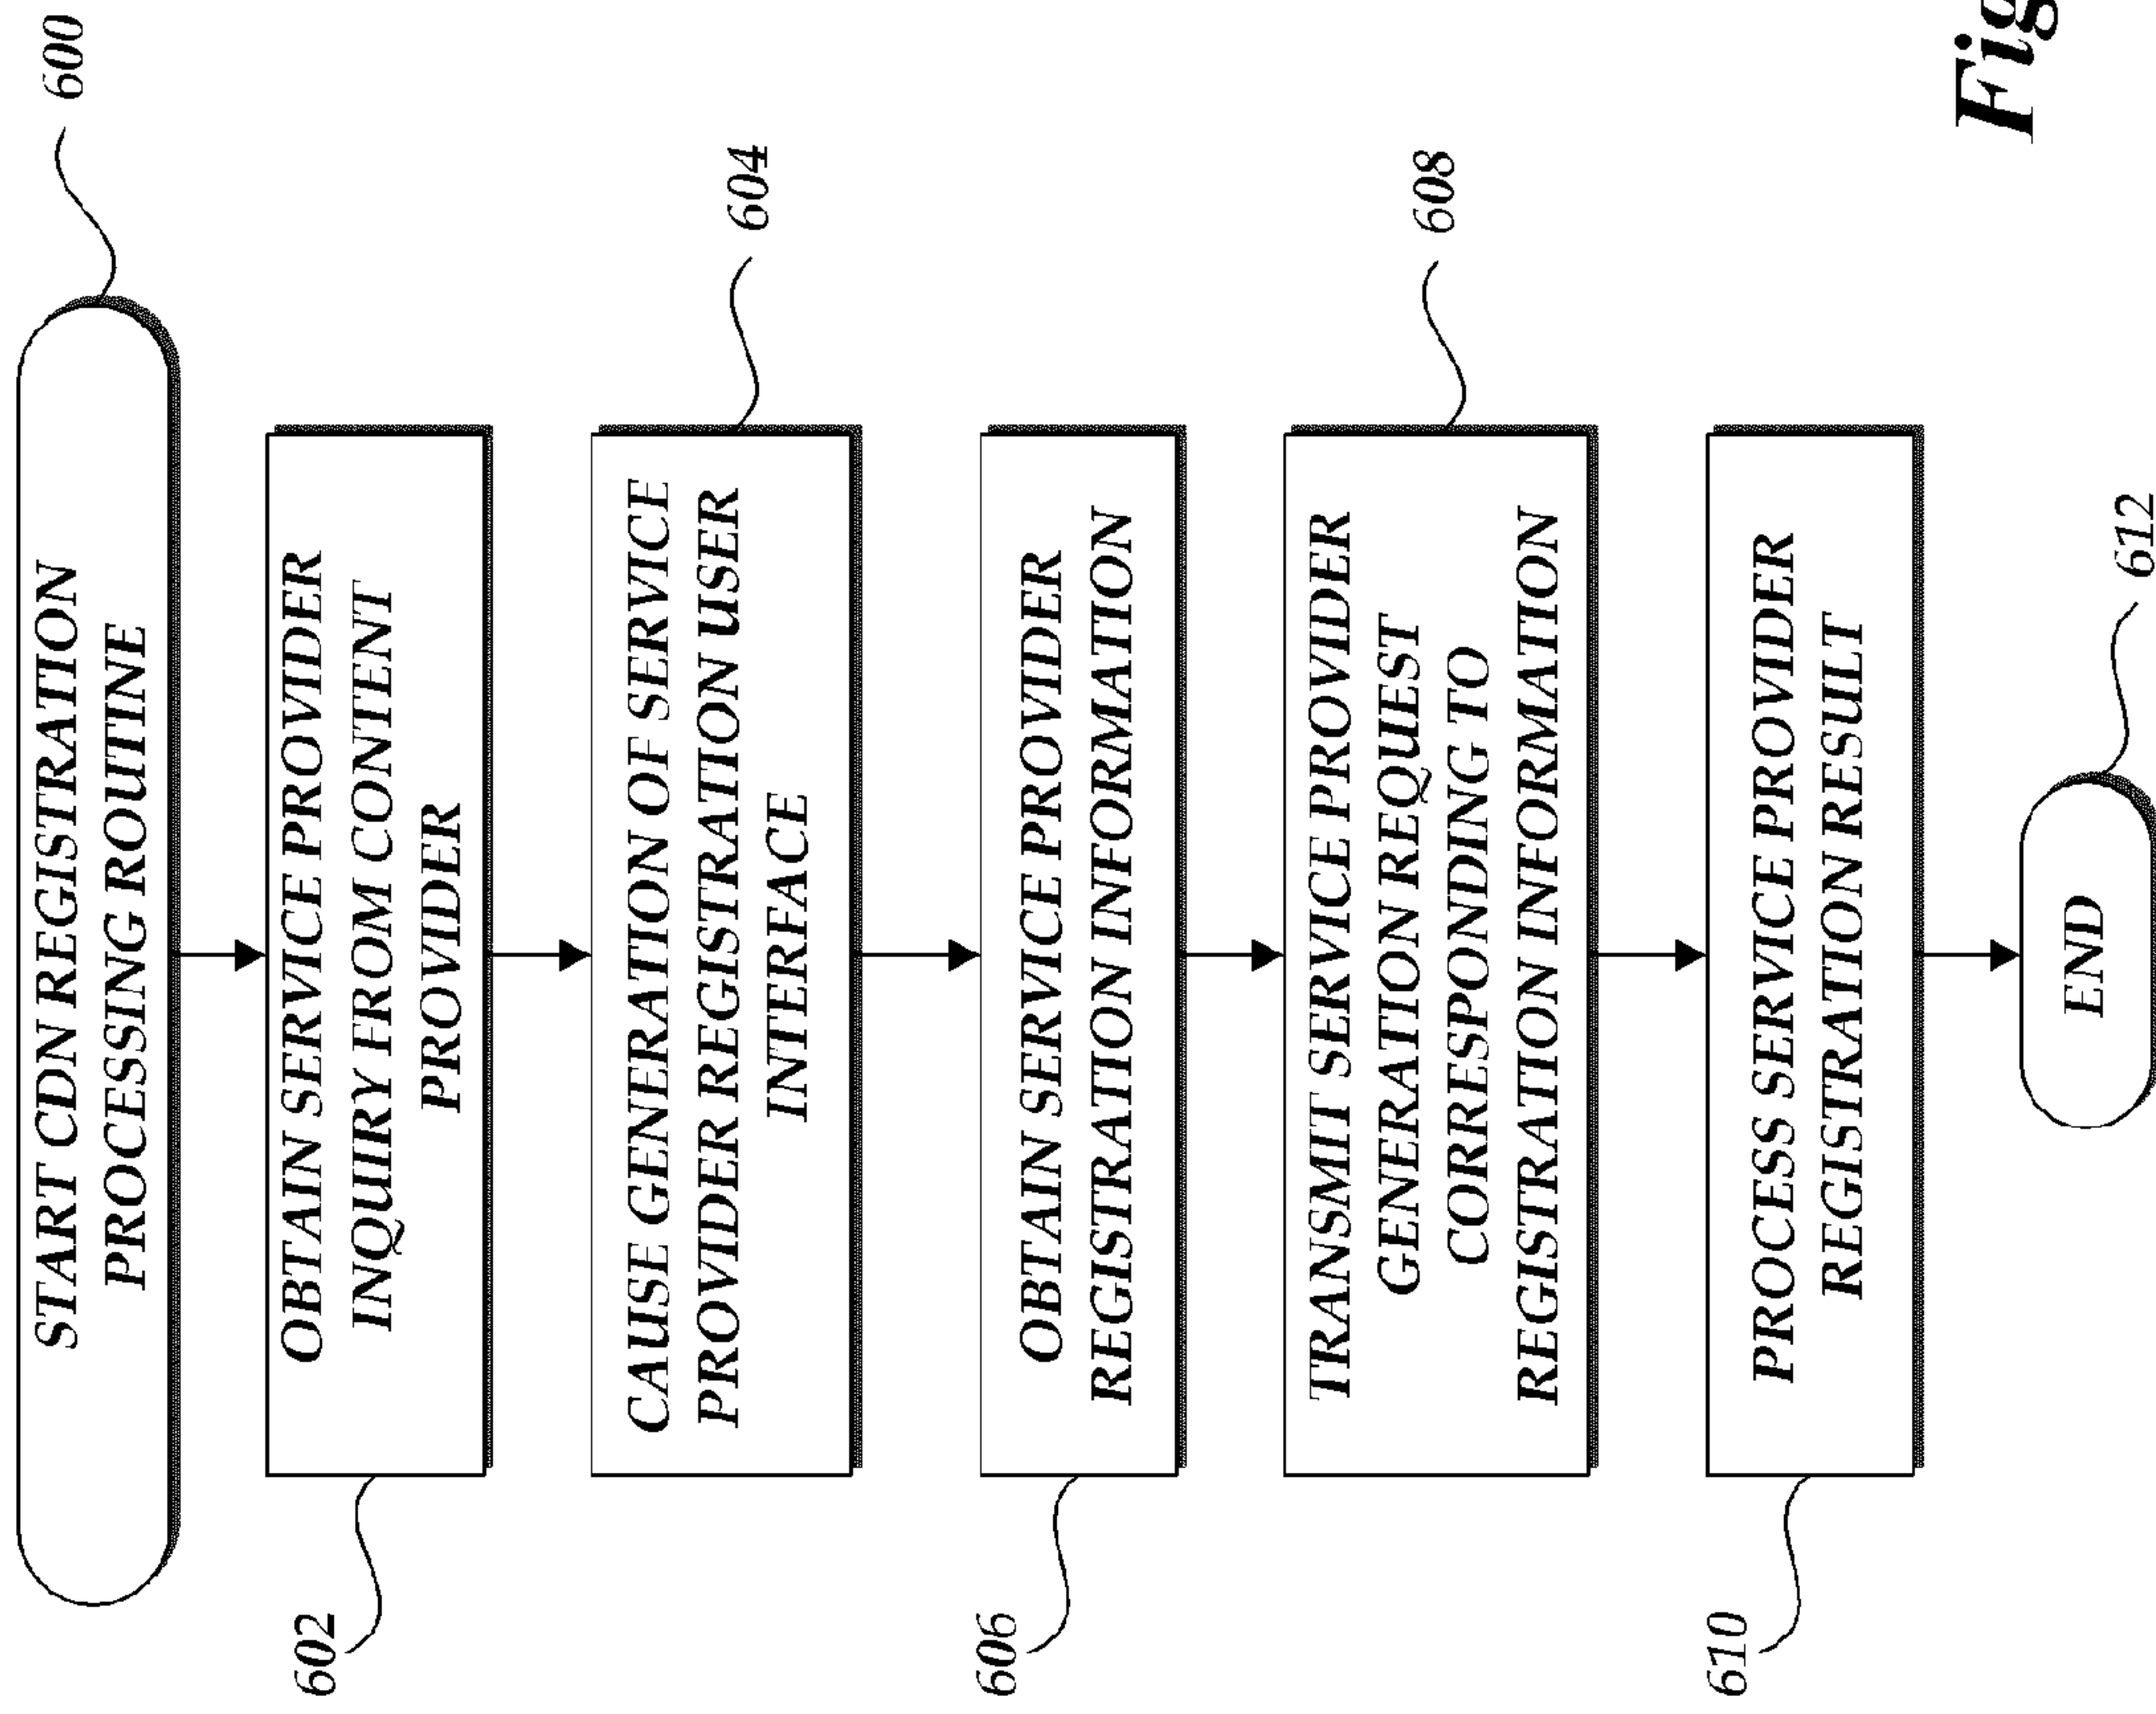 START CDN REGISTRATION
PROCESSING ROUTINE
600
OBTAIN SERVICE PROVIDER
INQUIRY FROM CONTENT
PROVIDER
602
CAUSE GENERATION OF SERVICE
PROVIDER REGISTRATION USER
INTERFACE
604
OBTAIN SERVICE PROVIDER
REGISTRATION INFORMATION
606
TRANSMIT SERVICE PROVIDER
GENERATION REQUEST
CORRESPONDING TO
REGISTRATION INFORMATION
608
PROCESS SERVICE PROVIDER
REGISTRATION RESULT
610
END
612
Fig